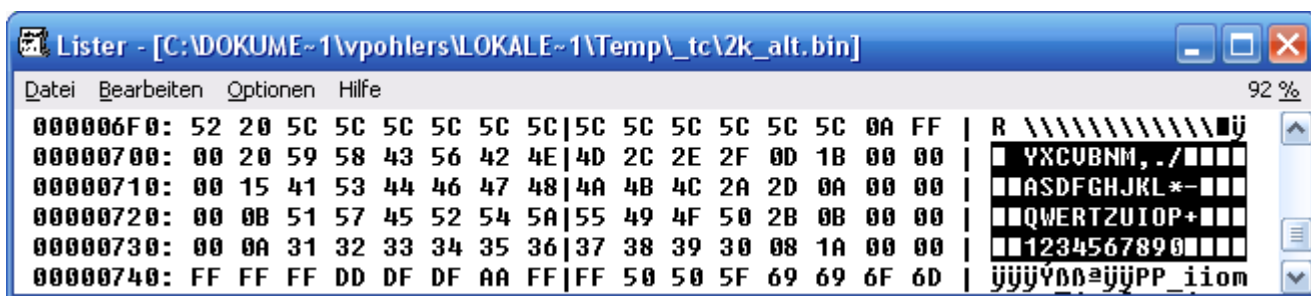 Lister - [C:\DOKUME~1\vpohlers\LOKALE~1\Temp\_tc\2k_alt.bin]
Datei Bearbeiten Optionen Hilfe 92 %
000006F0: 52 20 5C 5C 5C 5C 5C 5C|5C 5C 5C 5C 5C 5C 0A FF | R \\\\\\\\\\\\■ÿ
00000700: 00 20 59 58 43 56 42 4E|4D 2C 2E 2F 0D 1B 00 00 | ■ YXCVBNM,./■■■■
00000710: 00 15 41 53 44 46 47 48|4A 4B 4C 2A 2D 0A 00 00 | ■■ASDFGHJKL*-■■■
00000720: 00 0B 51 57 45 52 54 5A|55 49 4F 50 2B 0B 00 00 | ■■QWERTZUIOP+■■■
00000730: 00 0A 31 32 33 34 35 36|37 38 39 30 08 1A 00 00 | ■■1234567890■■■■
00000740: FF FF FF DD DF DF AA FF|FF 50 50 5F 69 69 6F 6D | ÿÿÿÝßßªÿÿPP_iiom